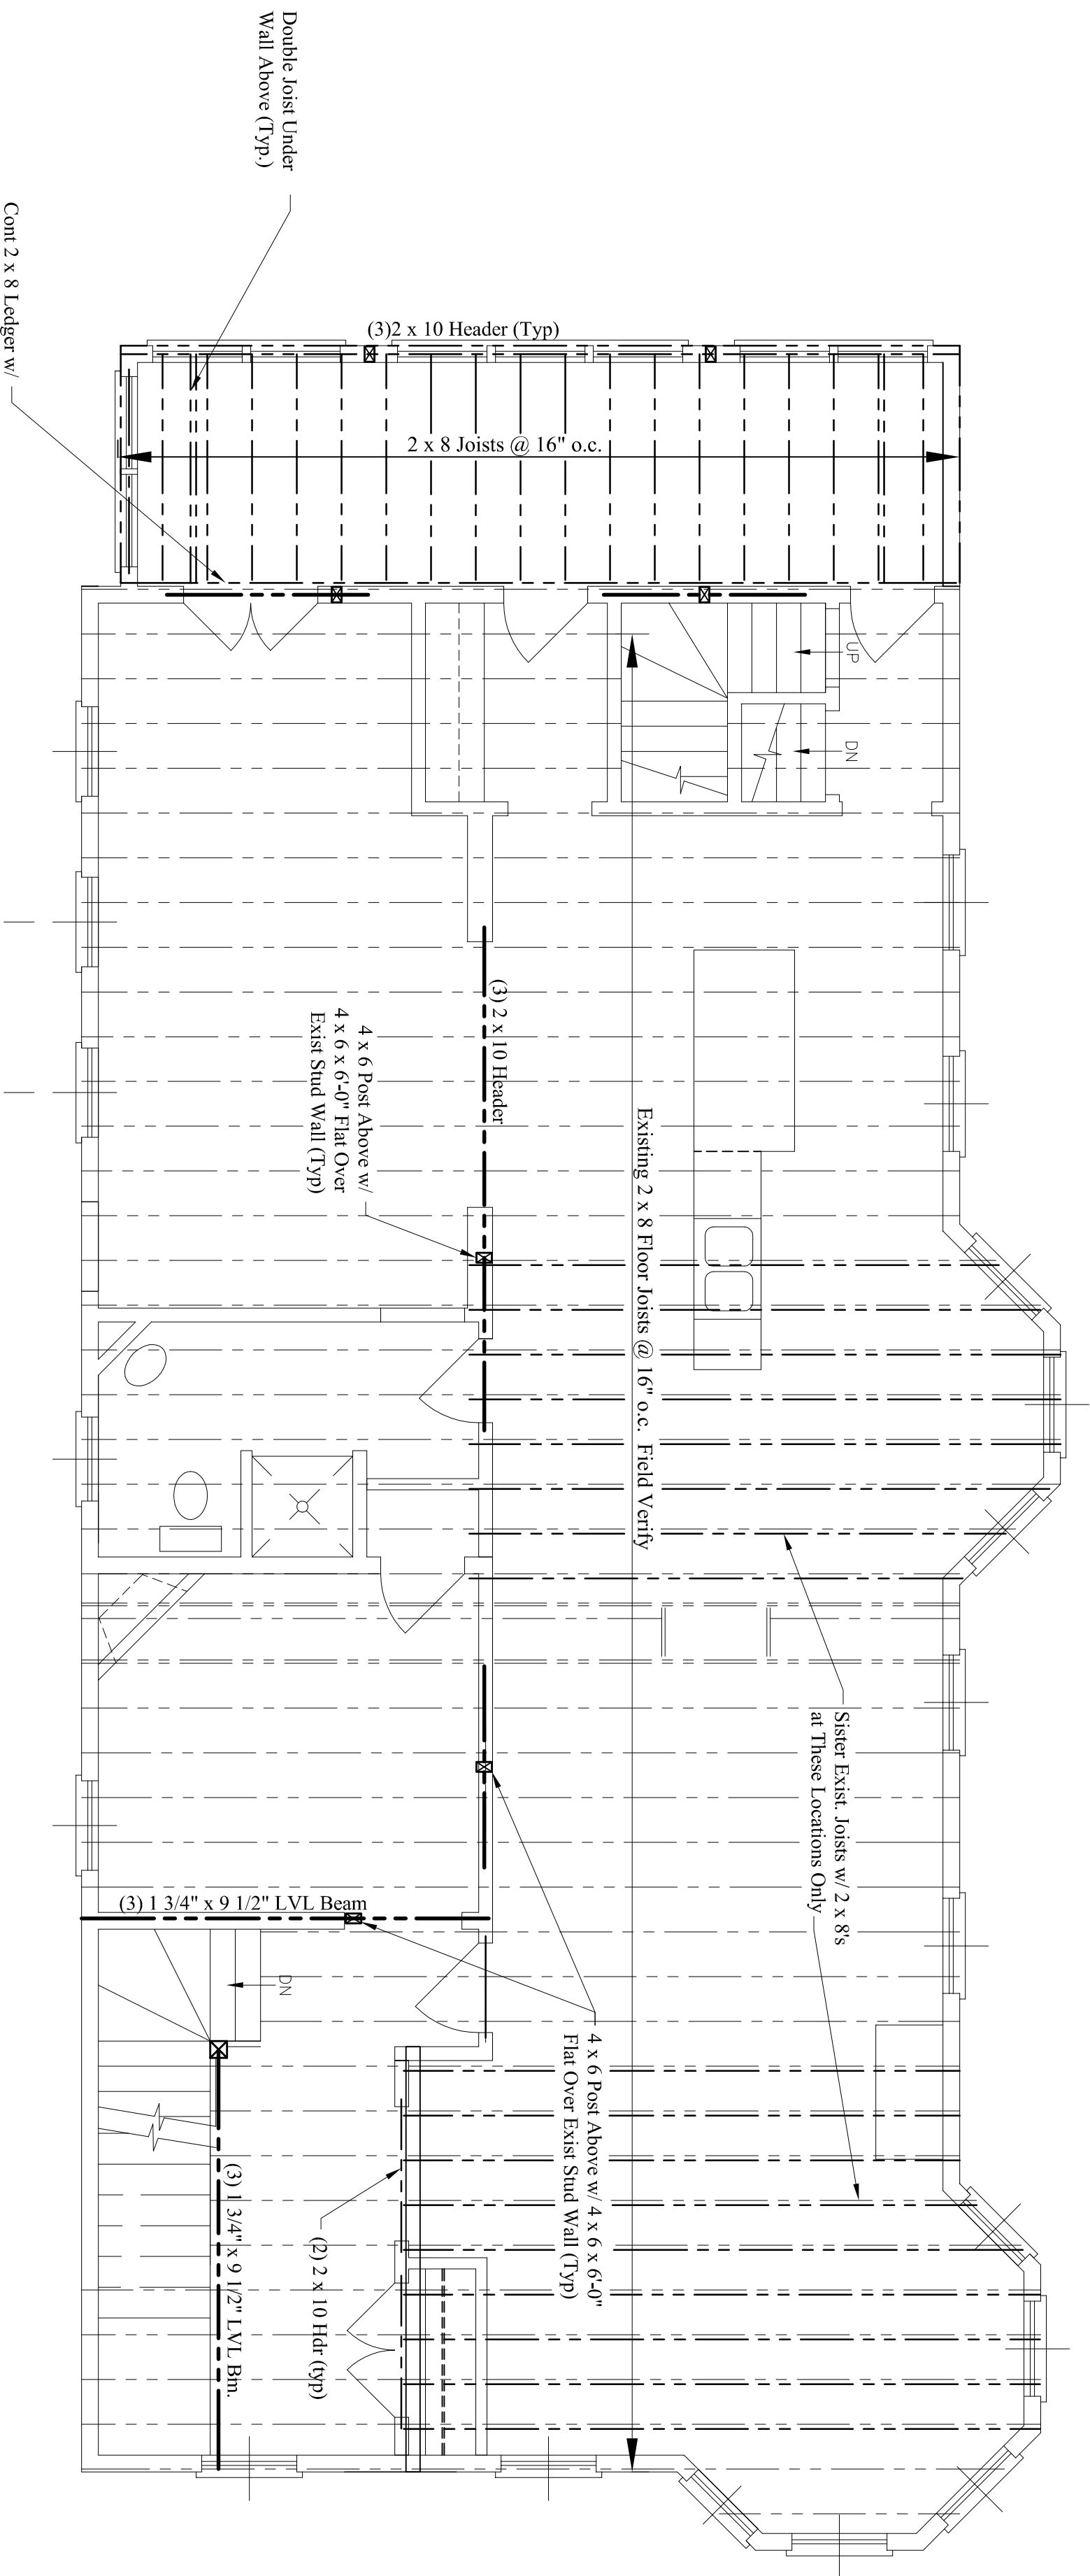 Double Joist Under
Wall Above (Typ.)
Cont 2 x 8 Ledger w/
(3)2 x 10 Header (Typ)
2 x 8 Joists @ 16" o.c.
UP
DN
(3) 2 x 10 Header
4 x 6 Post Above w/
4 x 6 x 6'-0" Flat Over
Exist Stud Wall (Typ)
Existing 2 x 8 Floor Joists @ 16" o.c. Field Verify
Sister Exist. Joists w/ 2 x 8's
at These Locations Only
(3) 1 3/4" x 9 1/2" LVL Beam
DN
4 x 6 Post Above w/ 4 x 6 x 6'-0"
Flat Over Exist Stud Wall (Typ)
(3) 1 3/4" x 9 1/2" LVL Bm.
(2) 2 x 10 Hdr (typ)